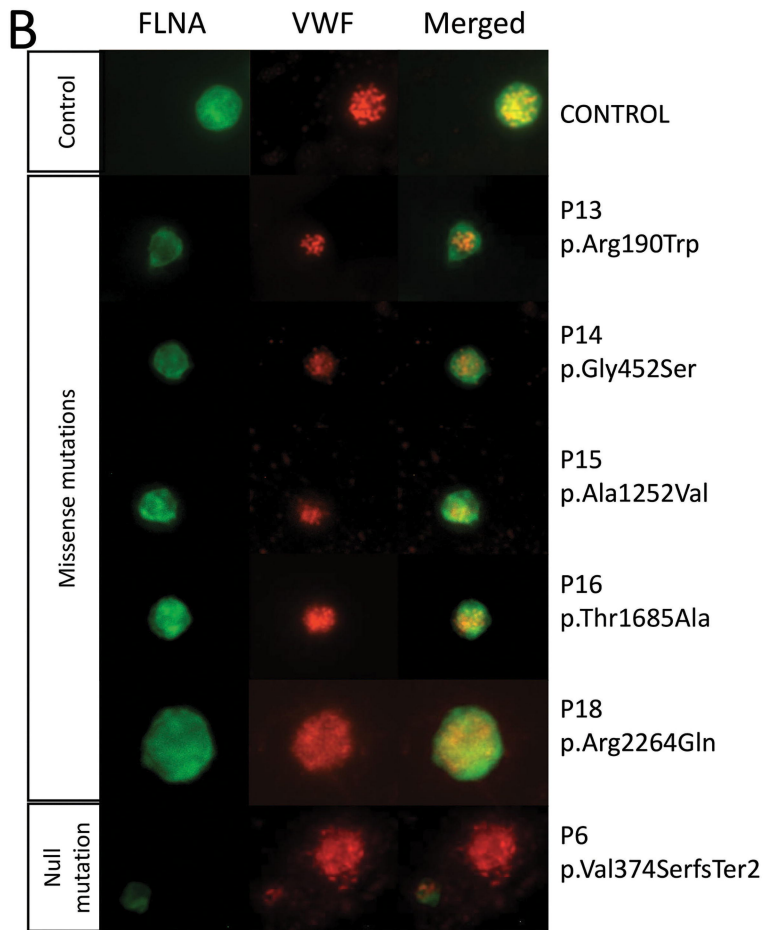 B
FLNA VWF Merged
Control
CONTROL
Missense mutations
P13
p.Arg190Trp
P14
p.Gly452Ser
P15
p.Ala1252Val
P16
p.Thr1685Ala
P18
p.Arg2264Gln
Null
mutation
P6
p.Val374SerfsTer2